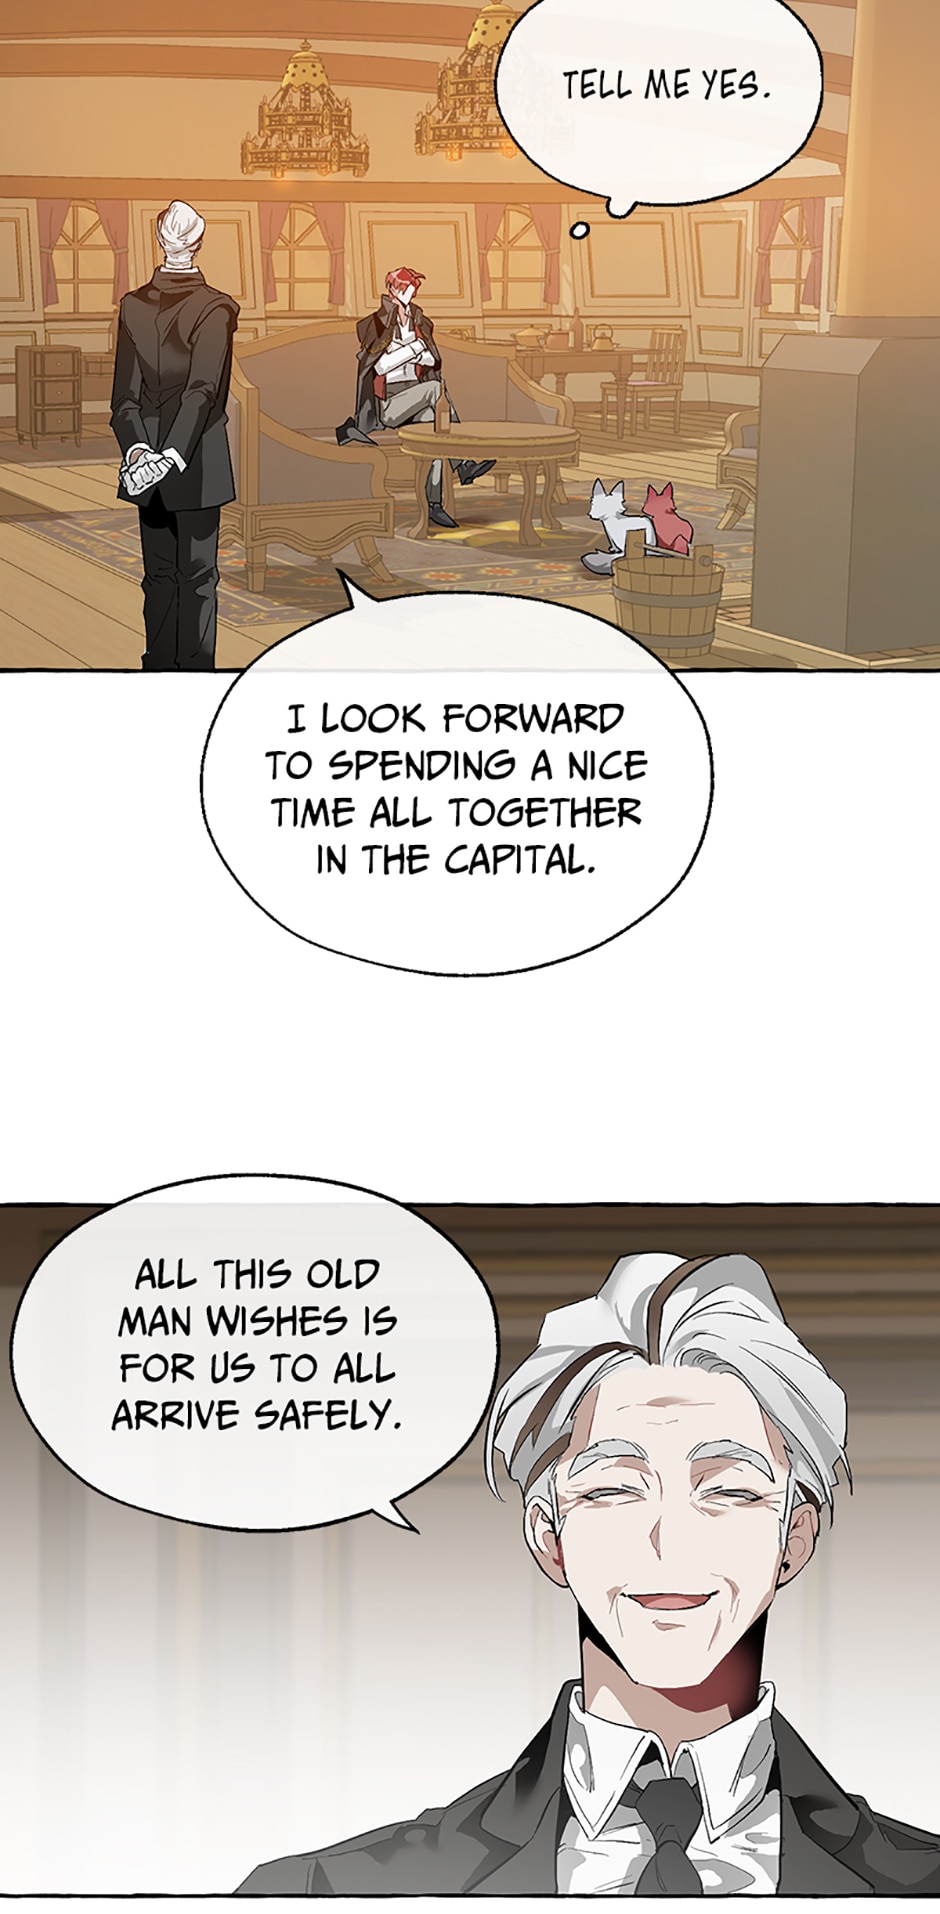 TELL ME YES.
I LOOK FORWARD
TO SPENDING A NICE
TIME ALL TOGETHER
IN THE CAPITAL.
ALL THIS OLD
MAN WISHES IS
FOR US TO ALL
ARRIVE SAFELY.